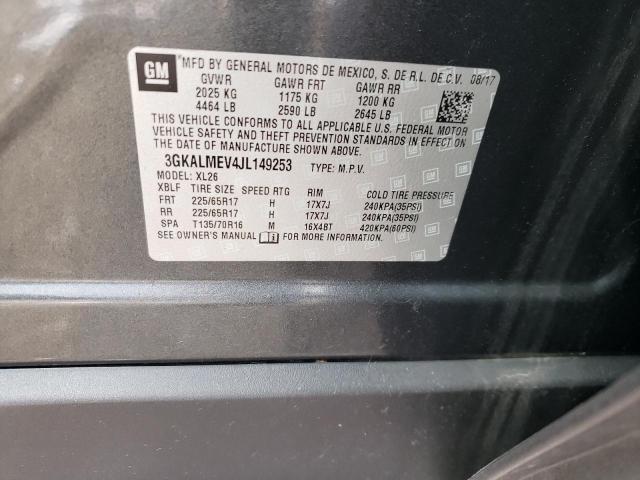 GM
MFD BY GENERAL MOTORS DE MEXICO, S. DE R.L. DE C.V. 08/17
GVWR GAWR FRT GAWR RR
2025 KG 1175 KG 1200 KG
4464 LB 2590 LB 2645 LB
THIS VEHICLE CONFORMS TO ALL APPLICABLE U.S. FEDERAL MOTOR
VEHICLE SAFETY AND THEFT PREVENTION STANDARDS IN EFFECT ON
THE DATE OF MANUFACTURE SHOWN ABOVE.
3GKALMEV4JL149253 TYPE: M.P.V.
MODEL: XL26
XBLF TIRE SIZE SPEED RTG RIM COLD TIRE PRESSURE
FRT 225/65R17 H 17X7J 240KPA(35PSI)
RR 225/65R17 H 17X7J 240KPA(35PSI)
SPA T135/70R16 M 16X4BT 420KPA(60PSI)
SEE OWNER'S MANUAL FOR MORE INFORMATION.